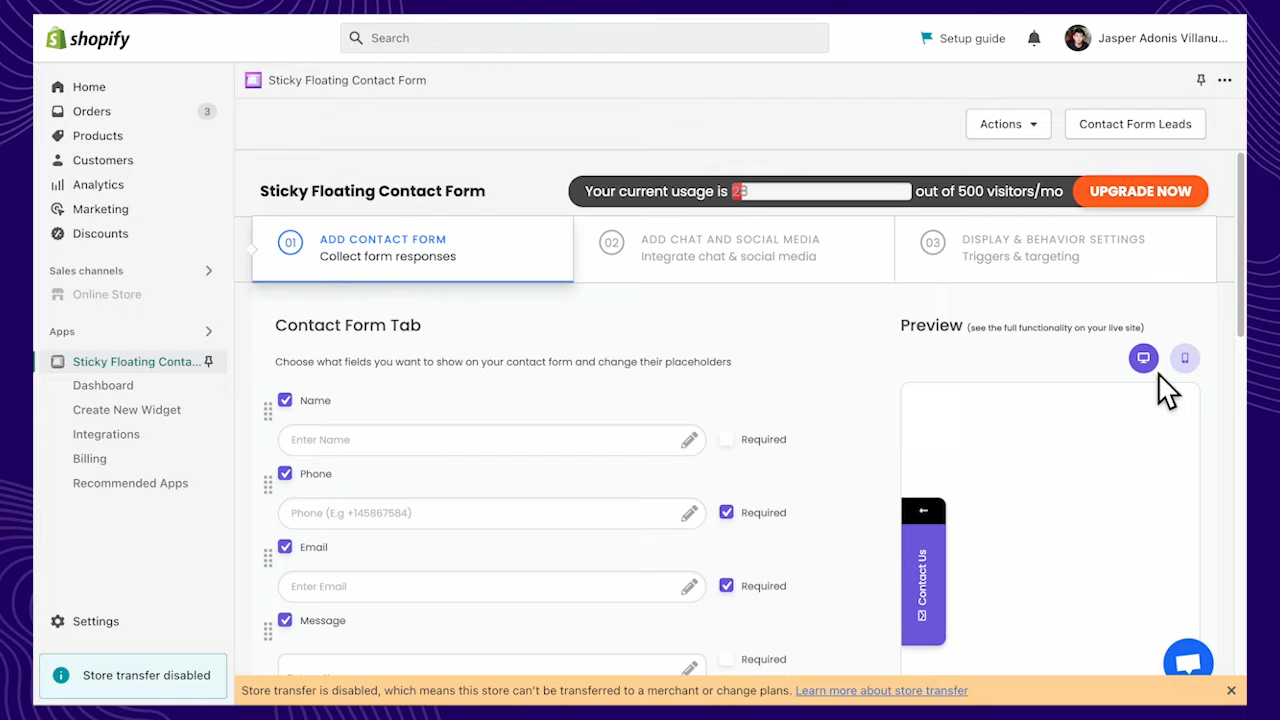 shopify
Search
Setup guide
Jasper Adonis Villanu...
Home
Orders
3
Products
Customers
Analytics
Marketing
Discounts
Sales channels
Online Store
Apps
Sticky Floating Conta...
Dashboard
Create New Widget
Integrations
Billing
Recommended Apps
Settings
Store transfer disabled
Sticky Floating Contact Form
Actions
Contact Form Leads
Sticky Floating Contact Form
Your current usage is 23 out of 500 visitors/mo
UPGRADE NOW
01 ADD CONTACT FORM
Collect form responses
02 ADD CHAT AND SOCIAL MEDIA
Integrate chat & social media
03 DISPLAY & BEHAVIOR SETTINGS
Triggers & targeting
Contact Form Tab
Choose what fields you want to show on your contact form and change their placeholders
Name
Enter Name
Required
Phone
Phone (E.g +145867584)
Required
Email
Enter Email
Required
Message
Required
Preview (see the full functionality on your live site)
Contact Us
Store transfer is disabled, which means this store can't be transferred to a merchant or change plans. Learn more about store transfer